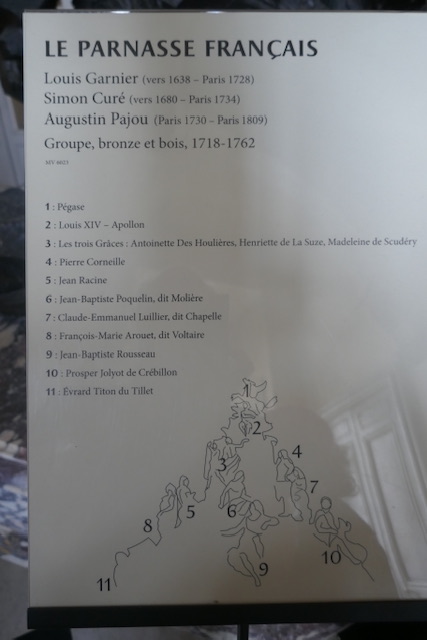 LE PARNASSE FRANÇAIS
Louis Garnier (vers 1638 – Paris 1728)
Simon Curé (vers 1680 – Paris 1734)
Augustin Pajou (Paris 1730 – Paris 1809)
Groupe, bronze et bois, 1718-1762
MV 6023
1 : Pégase
2 : Louis XIV – Apollon
3 : Les trois Grâces : Antoinette Des Houlières, Henriette de La Suze, Madeleine de Scudéry
4 : Pierre Corneille
5 : Jean Racine
6 : Jean-Baptiste Poquelin, dit Molière
7 : Claude-Emmanuel Luillier, dit Chapelle
8 : François-Marie Arouet, dit Voltaire
9 : Jean-Baptiste Rousseau
10 : Prosper Jolyot de Crébillon
11 : Évrard Titon du Tillet
1
2
3
4
5
6
7
8
9
10
11